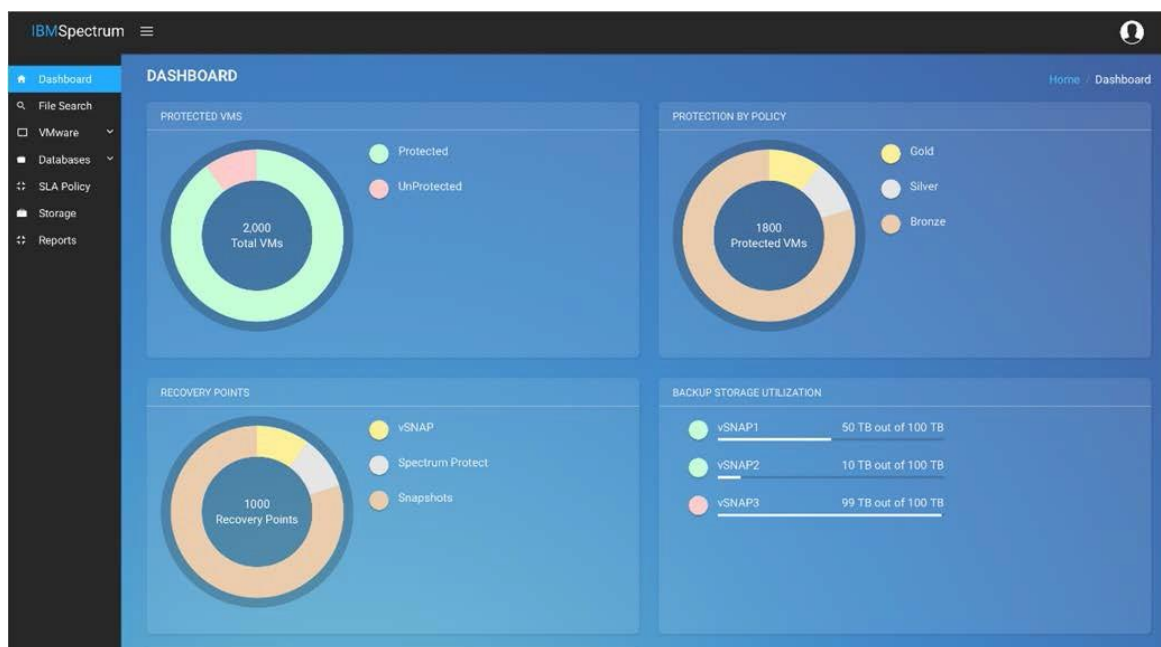 IBMSpectrum
Dashboard
File Search
VMware
Databases
SLA Policy
Storage
Reports
DASHBOARD
Home / Dashboard
PROTECTED VMS
2,000
Total VMs
Protected
UnProtected
PROTECTION BY POLICY
1800
Protected VMs
Gold
Silver
Bronze
RECOVERY POINTS
1000
Recovery Points
vSNAP
Spectrum Protect
Snapshots
BACKUP STORAGE UTILIZATION
vSNAP1 50 TB out of 100 TB
vSNAP2 10 TB out of 100 TB
vSNAP3 99 TB out of 100 TB